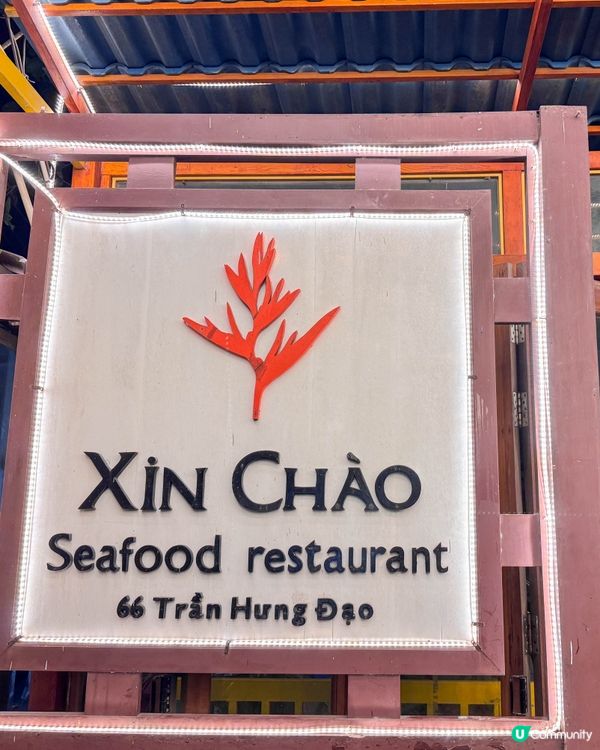 XiN CHÀO
Seafood restaurant
66 Trần Hưng Đạo
U Community